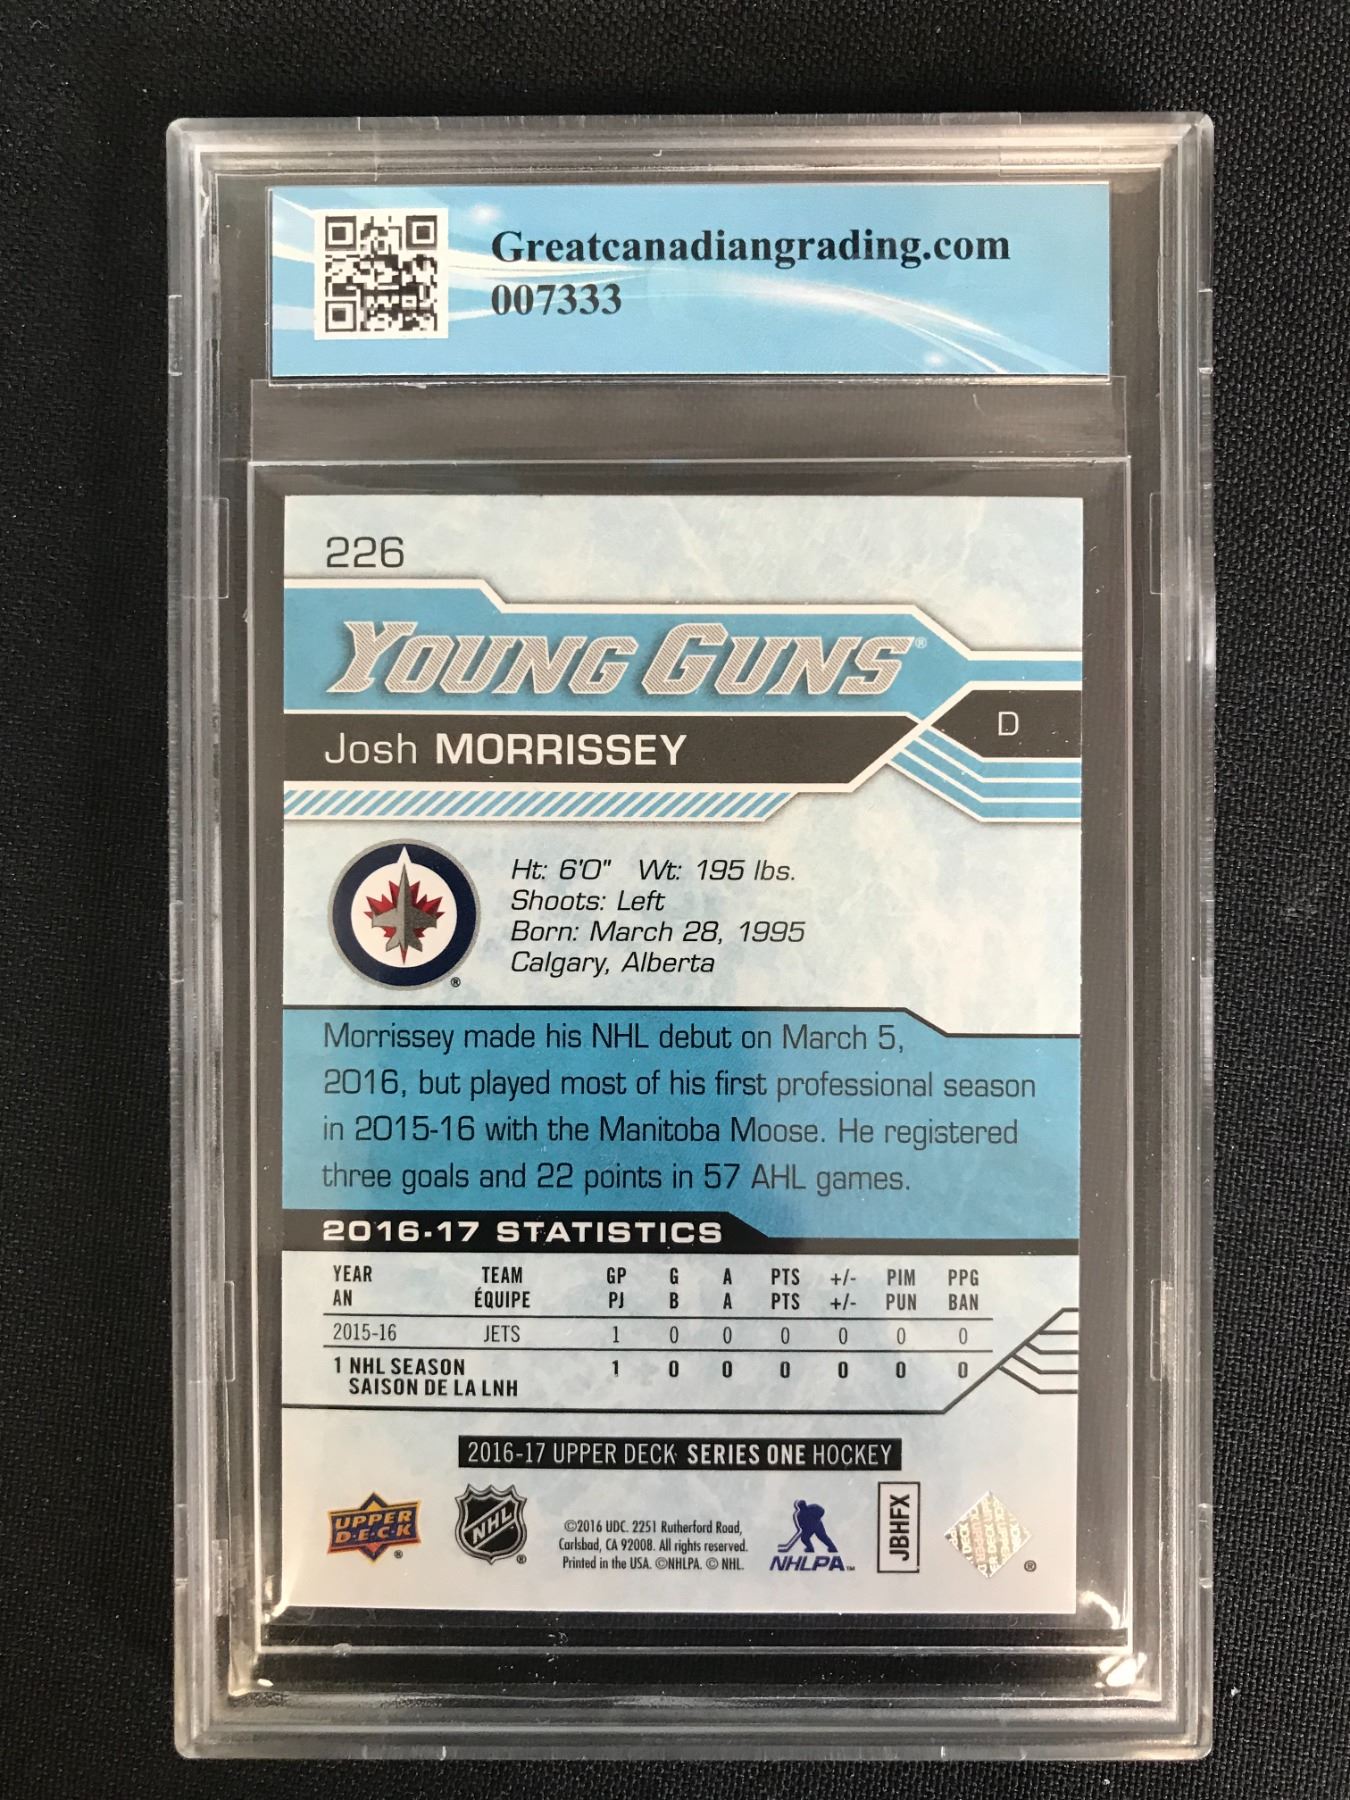 Greatcanadiangrading.com
007333
226
YOUNG GUNS®
Josh MORRISSEY
D
Ht: 6'0" Wt: 195 lbs.
Shoots: Left
Born: March 28, 1995
Calgary, Alberta
®
Morrissey made his NHL debut on March 5,
2016, but played most of his first professional season
in 2015-16 with the Manitoba Moose. He registered
three goals and 22 points in 57 AHL games.
2016-17 STATISTICS
YEAR TEAM GP G A PTS +/- PIM PPG
AN ÉQUIPE PJ B A PTS +/- PUN BAN
2015-16 JETS 1 0 0 0 0 0 0
1 NHL SEASON 1 0 0 0 0 0 0
SAISON DE LA LNH
2016-17 UPPER DECK SERIES ONE HOCKEY
UPPER
D·E·C·K
®
NHL
®
©2016 UDC. 2251 Rutherford Road,
Carlsbad, CA 92008. All rights reserved.
Printed in the USA. ©NHLPA. © NHL.
NHLPA™
JBHFX
®